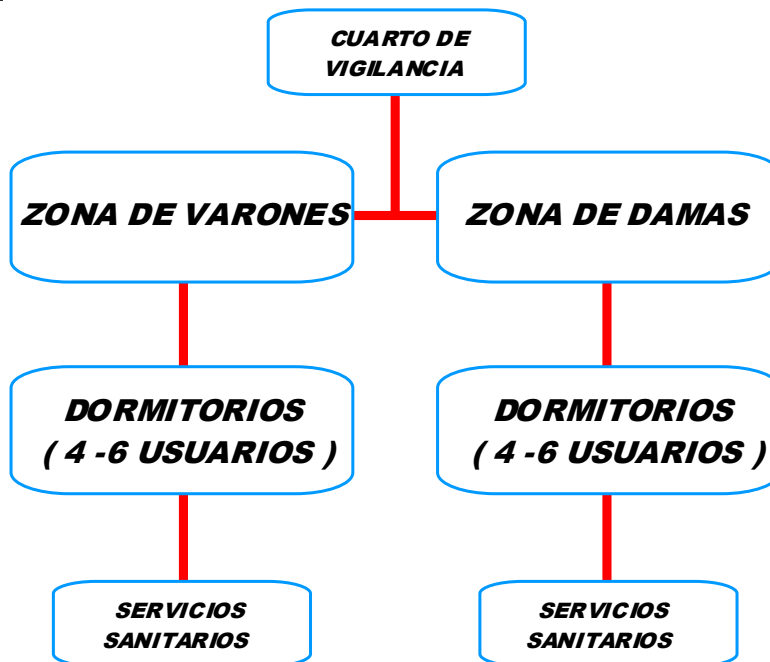 CUARTO DE
VIGILANCIA
ZONA DE VARONES
ZONA DE DAMAS
DORMITORIOS
( 4 -6 USUARIOS )
DORMITORIOS
( 4 -6 USUARIOS )
SERVICIOS
SANITARIOS
SERVICIOS
SANITARIOS